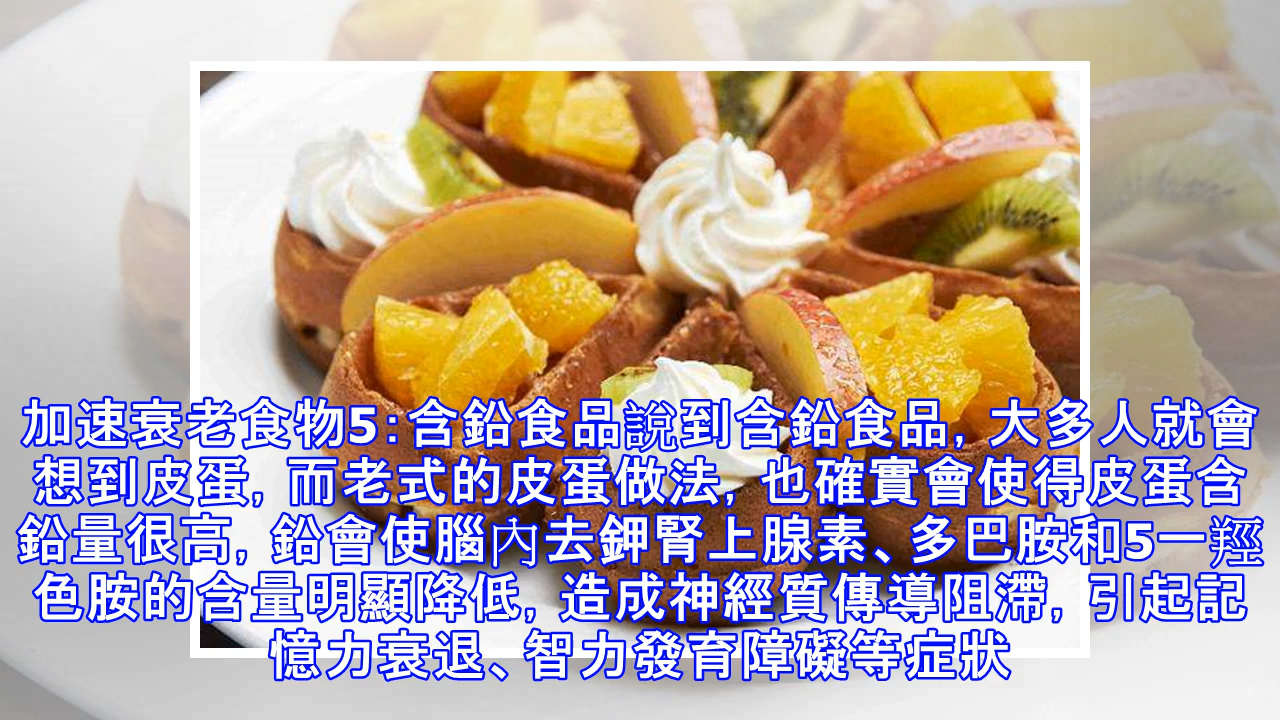 加速衰老食物5:含鉛食品說到含鉛食品, 大多人就會
想到皮蛋, 而老式的皮蛋做法, 也確實會使得皮蛋含
鉛量很高, 鉛會使腦內去鉀腎上腺素、多巴胺和5一羥
色胺的含量明顯降低, 造成神經質傳導阻滯, 引起記
憶力衰退、智力發育障礙等症狀